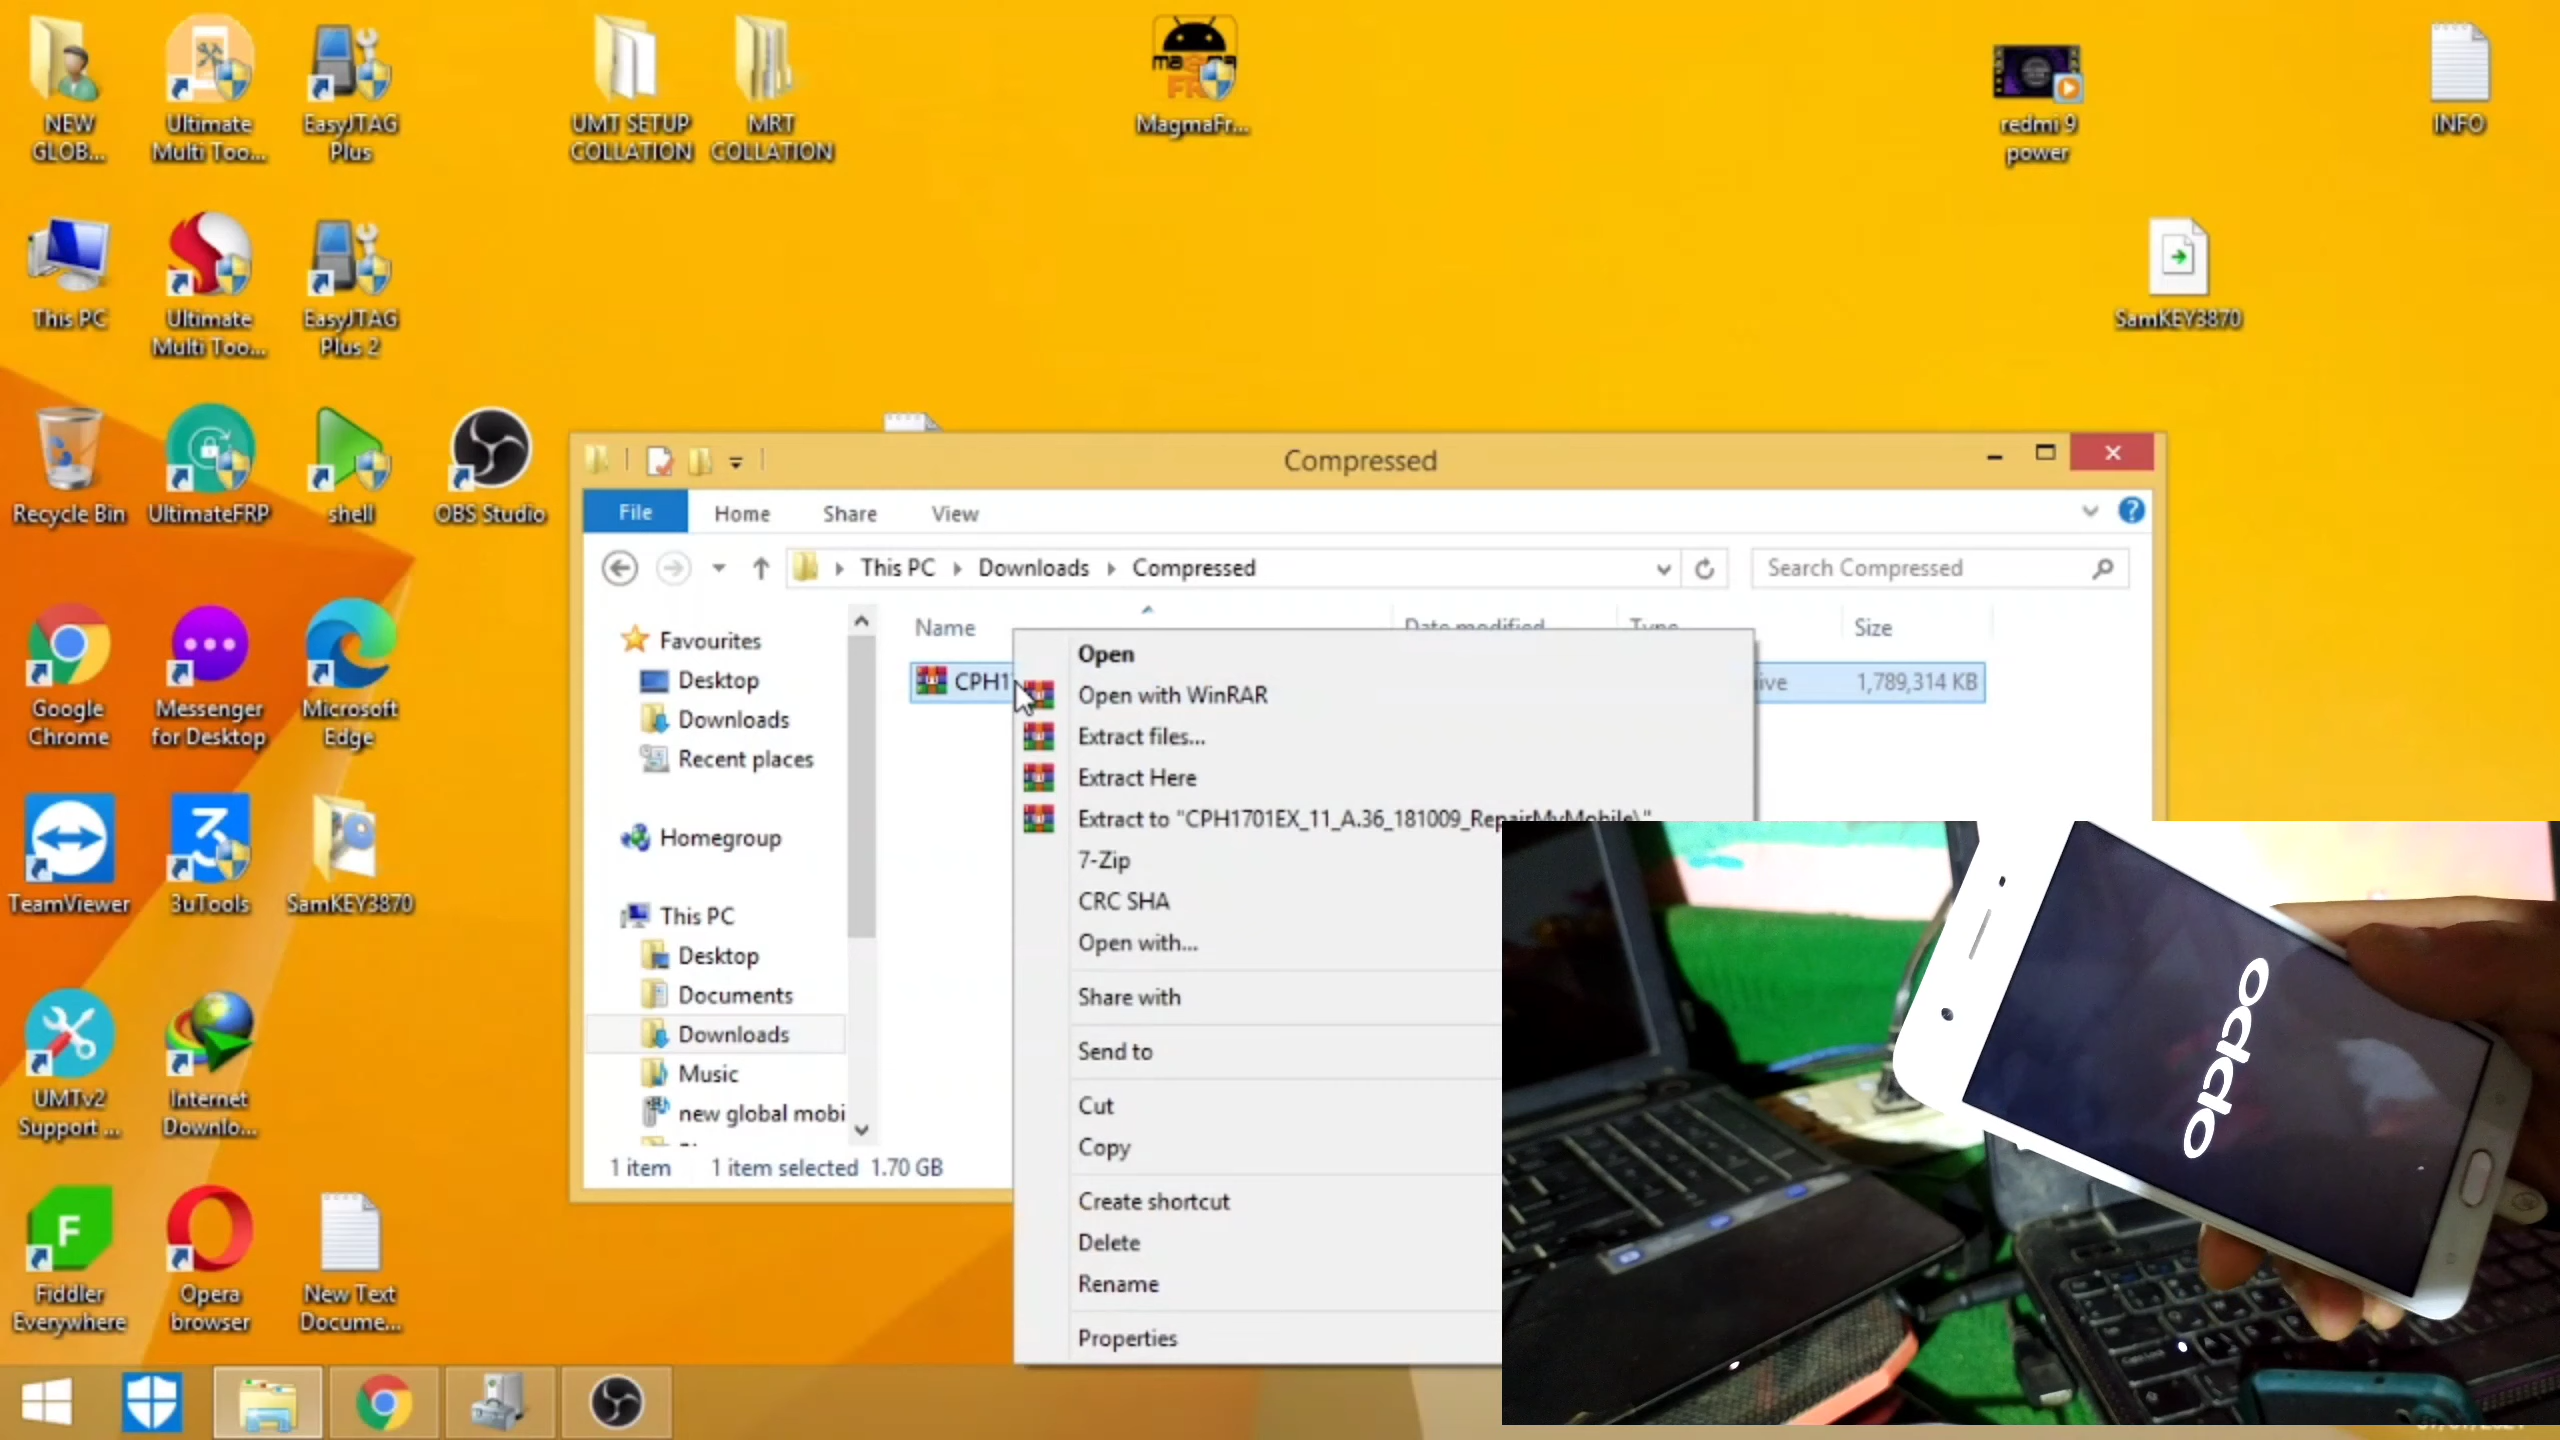 NEW
GLOB...
Ultimate
Multi Too...
EasyJTAG
Plus
UMT SETUP
COLLATION
MRT
COLLATION
MagmaFr...
redmi 9
power
INFO
This PC
Ultimate
Multi Too...
EasyJTAG
Plus 2
SamKEY3870
Recycle Bin
UltimateFRP
shell
OBS Studio
Google
Chrome
Messenger
for Desktop
Microsoft
Edge
TeamViewer
3uTools
SamKEY3870
UMTv2
Support ...
Internet
Downlo...
Fiddler
Everywhere
Opera
browser
New Text
Docume...
Compressed
File
Home
Share
View
This PC
Downloads
Compressed
Search Compressed
Name
Date modified
Type
Size
Favourites
Desktop
Downloads
Recent places
Homegroup
This PC
Desktop
Documents
Downloads
Music
new global mobi
CPH1
1,789,314 KB
Open
Open with WinRAR
Extract files...
Extract Here
Extract to "CPH1701EX_11_A.36_181009_RepairMyMobile\"
7-Zip
CRC SHA
Open with...
Share with
Send to
Cut
Copy
Create shortcut
Delete
Rename
Properties
1 item
1 item selected 1.70 GB
oppo